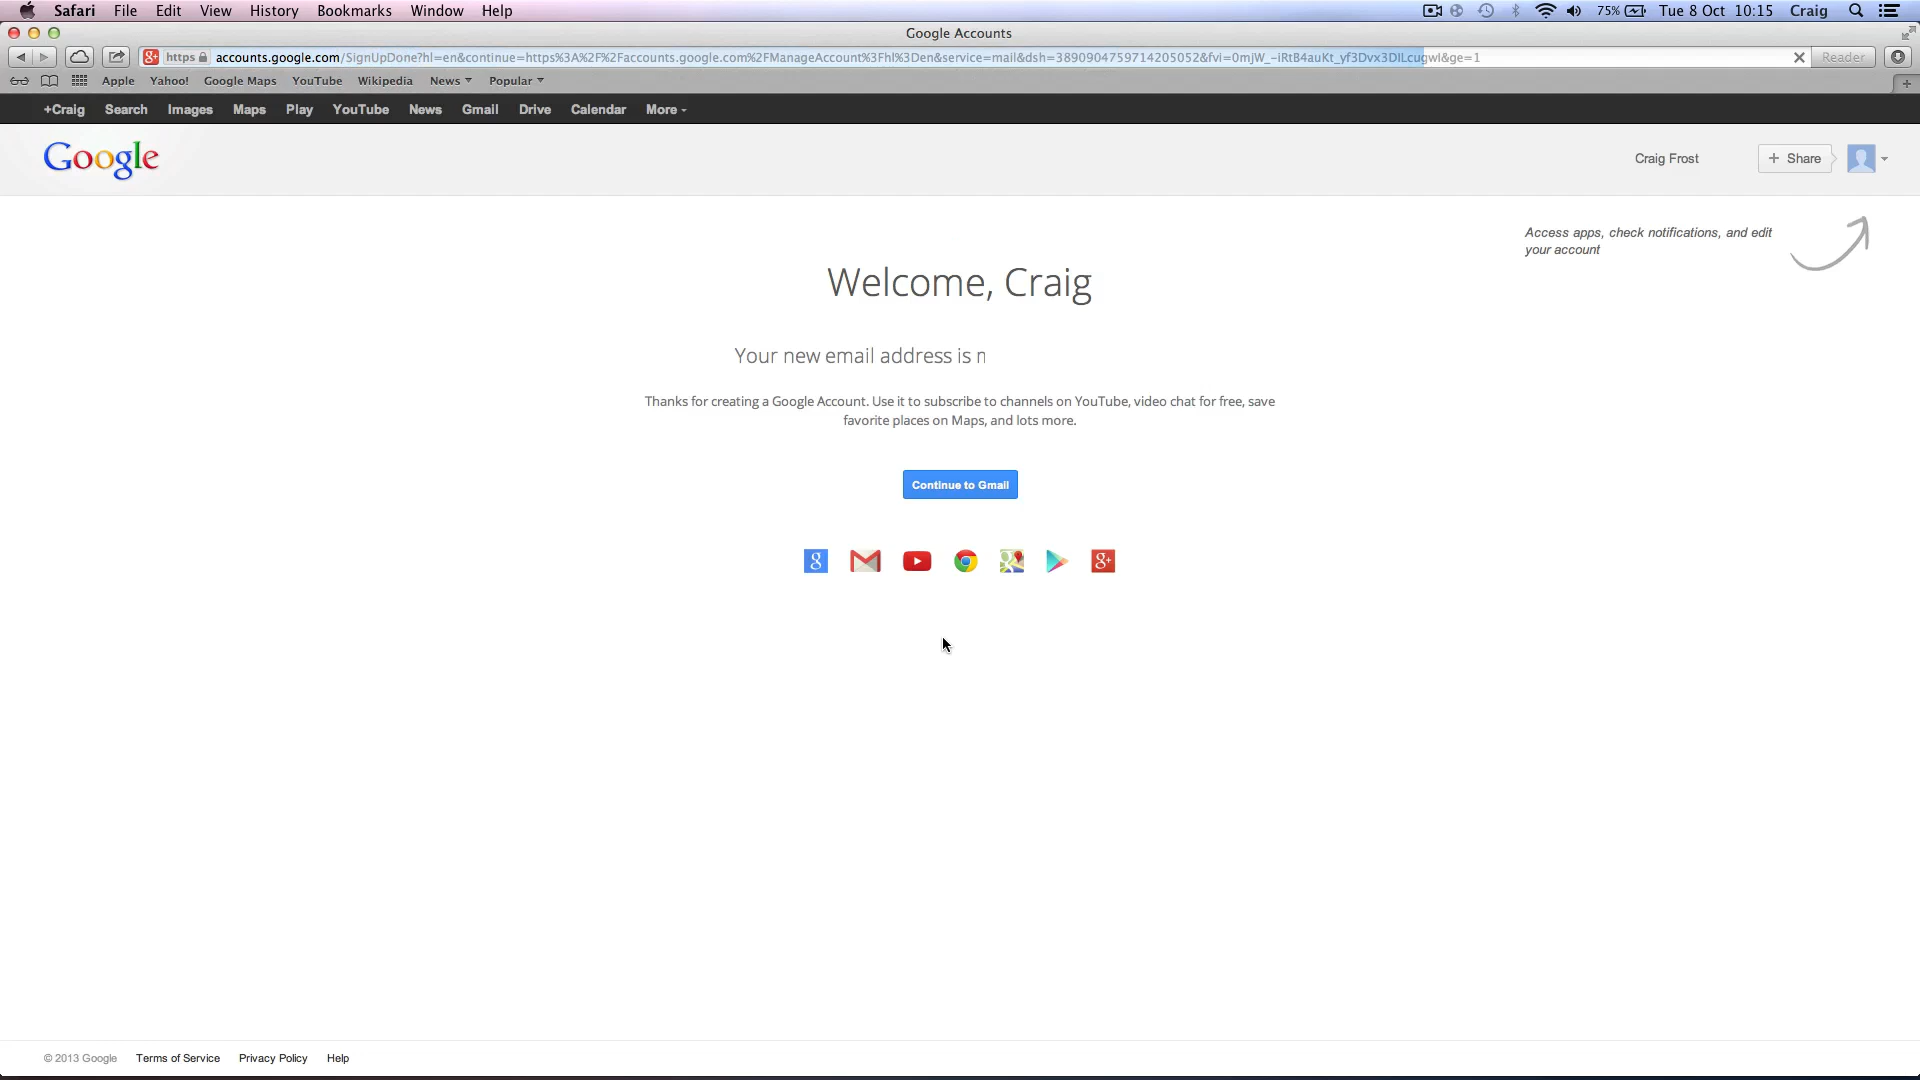 Safari File Edit View History Bookmarks Window Help 75% Tue 8 Oct 10:15 Craig
Google Accounts
https accounts.google.com/SignUpDone?hl=en&continue=https%3A%2F%2Faccounts.google.com%2FManageAccount%3Fhl%3Den&service=mail&dsh=3890904759714205052&fvi=0mjW_-iRtB4auKt_yf3Dvx3DILcugwI&ge=1 Reader
Apple Yahoo! Google Maps YouTube Wikipedia News Popular
+Craig Search Images Maps Play YouTube News Gmail Drive Calendar More
Google Craig Frost + Share
Access apps, check notifications, and edit
your account
Welcome, Craig
Your new email address is
Thanks for creating a Google Account. Use it to subscribe to channels on YouTube, video chat for free, save
favorite places on Maps, and lots more.
Continue to Gmail
© 2013 Google Terms of Service Privacy Policy Help